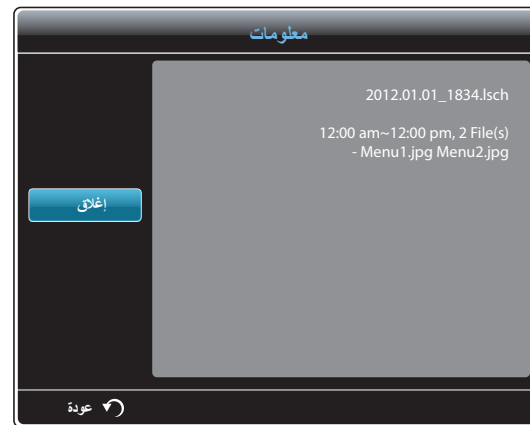 معلومات
2012.01.01_1834.lsch
12:00 am~12:00 pm, 2 File(s)
- Menu1.jpg Menu2.jpg
إغلاق
عودة